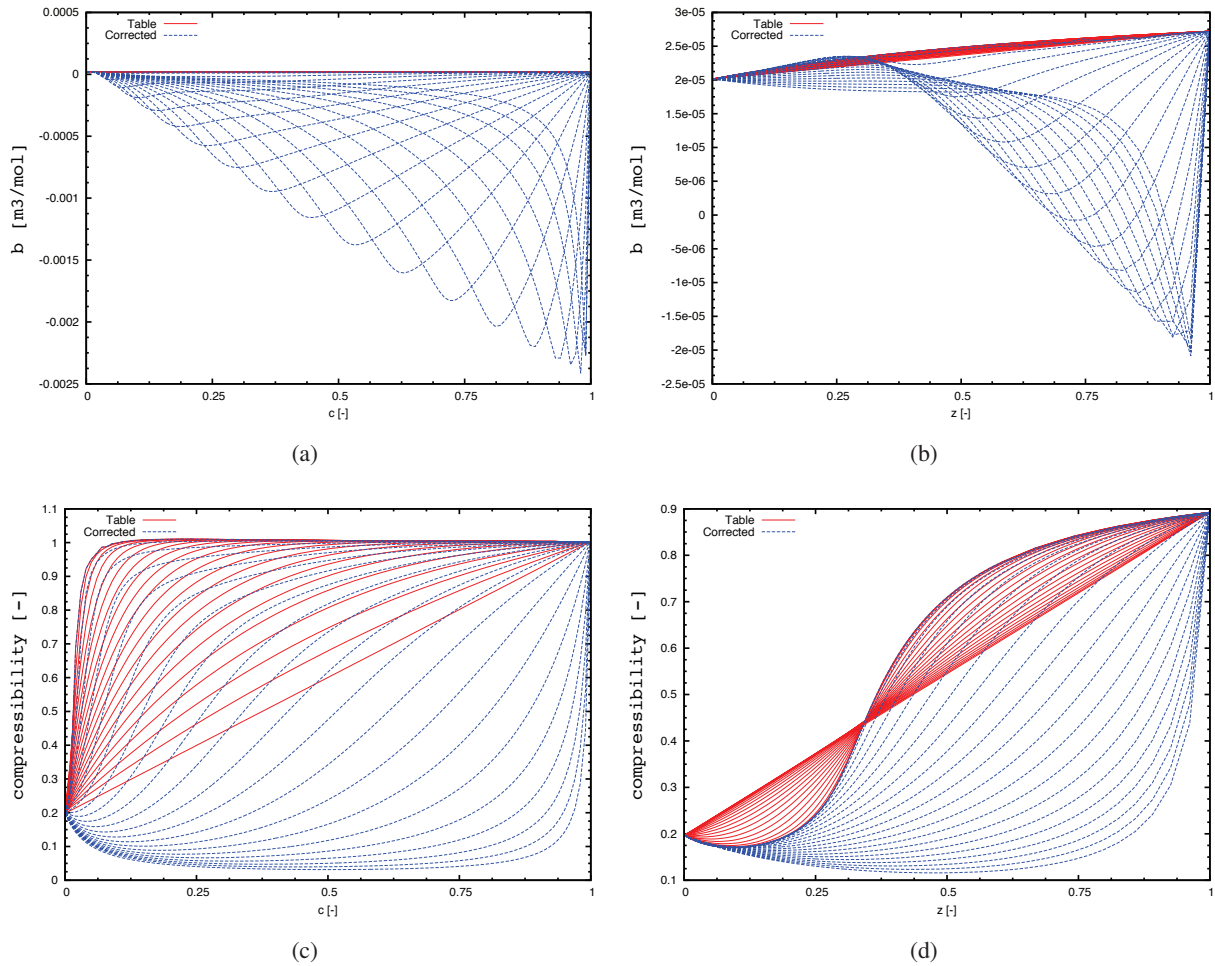 0.0005
0
-0.0005
-0.001
-0.0015
-0.002
-0.0025
b [m3/mol]
Table
Corrected
0 0.25 0.5 0.75 1
c [-]
(a)
3e-05
2.5e-05
2e-05
1.5e-05
1e-05
5e-06
0
-5e-06
-1e-05
-1.5e-05
-2e-05
-2.5e-05
b [m3/mol]
Table
Corrected
0 0.25 0.5 0.75 1
z [-]
(b)
1.1
1
0.9
0.8
0.7
0.6
0.5
0.4
0.3
0.2
0.1
0
compressibility [-]
Table
Corrected
0 0.25 0.5 0.75 1
c [-]
(c)
0.9
0.8
0.7
0.6
0.5
0.4
0.3
0.2
0.1
compressibility [-]
Table
Corrected
0 0.25 0.5 0.75 1
z [-]
(d)